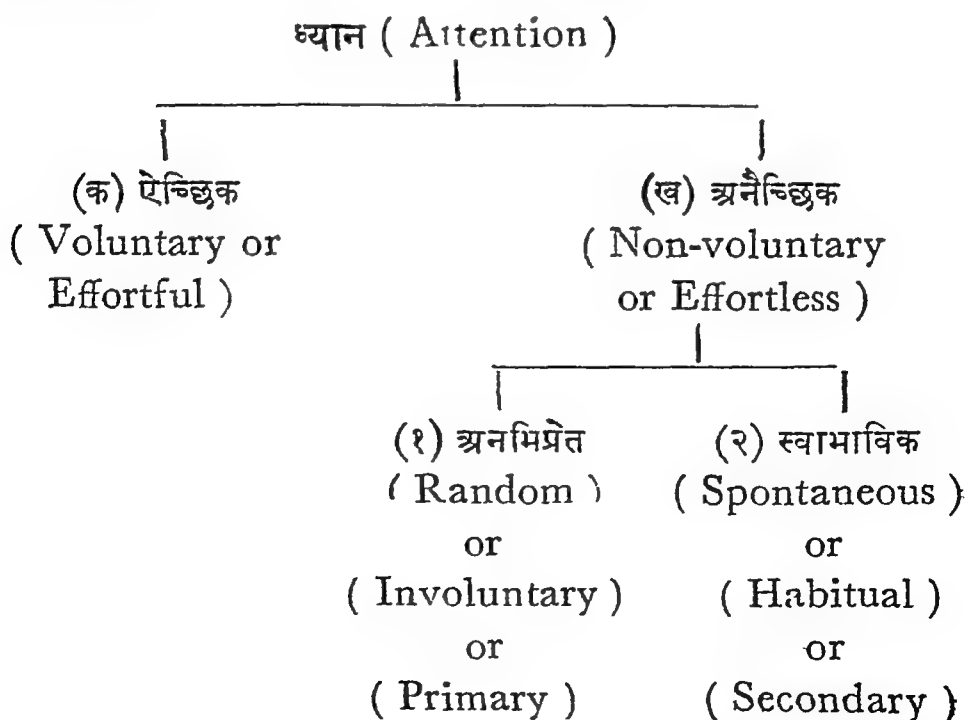 ध्यान ( Attention )
(क) ऐच्छिक
( Voluntary or
Effortful )
(ख) अनैच्छिक
( Non-voluntary
or Effortless )
(१) अनभिप्रेत
( Random )
or
( Involuntary )
or
( Primary )
(२) स्वाभाविक
( Spontaneous )
or
( Habitual )
or
( Secondary )